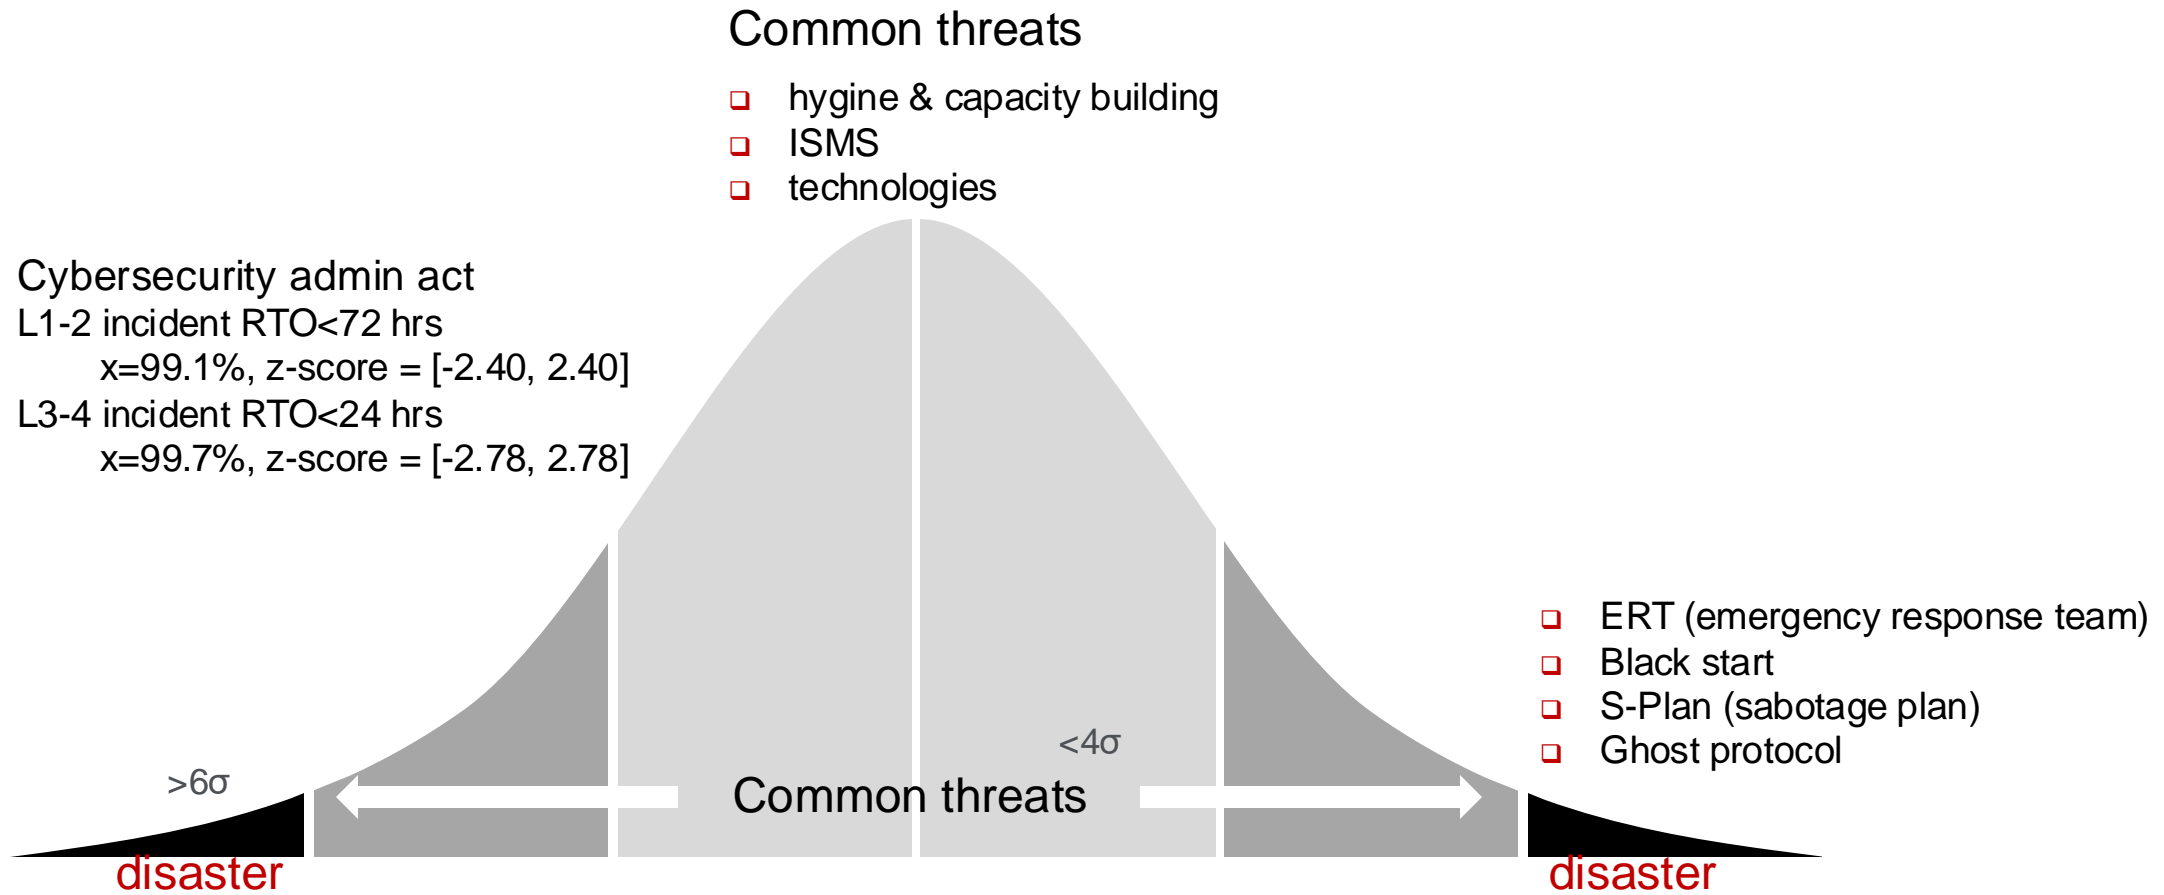 Common threats
hygine & capacity building
ISMS
technologies
Cybersecurity admin act
L1-2 incident RTO<72 hrs
x=99.1%, z-score = [-2.40, 2.40]
L3-4 incident RTO<24 hrs
x=99.7%, z-score = [-2.78, 2.78]
ERT (emergency response team)
Black start
S-Plan (sabotage plan)
Ghost protocol
<4σ
>6σ
Common threats
disaster
disaster